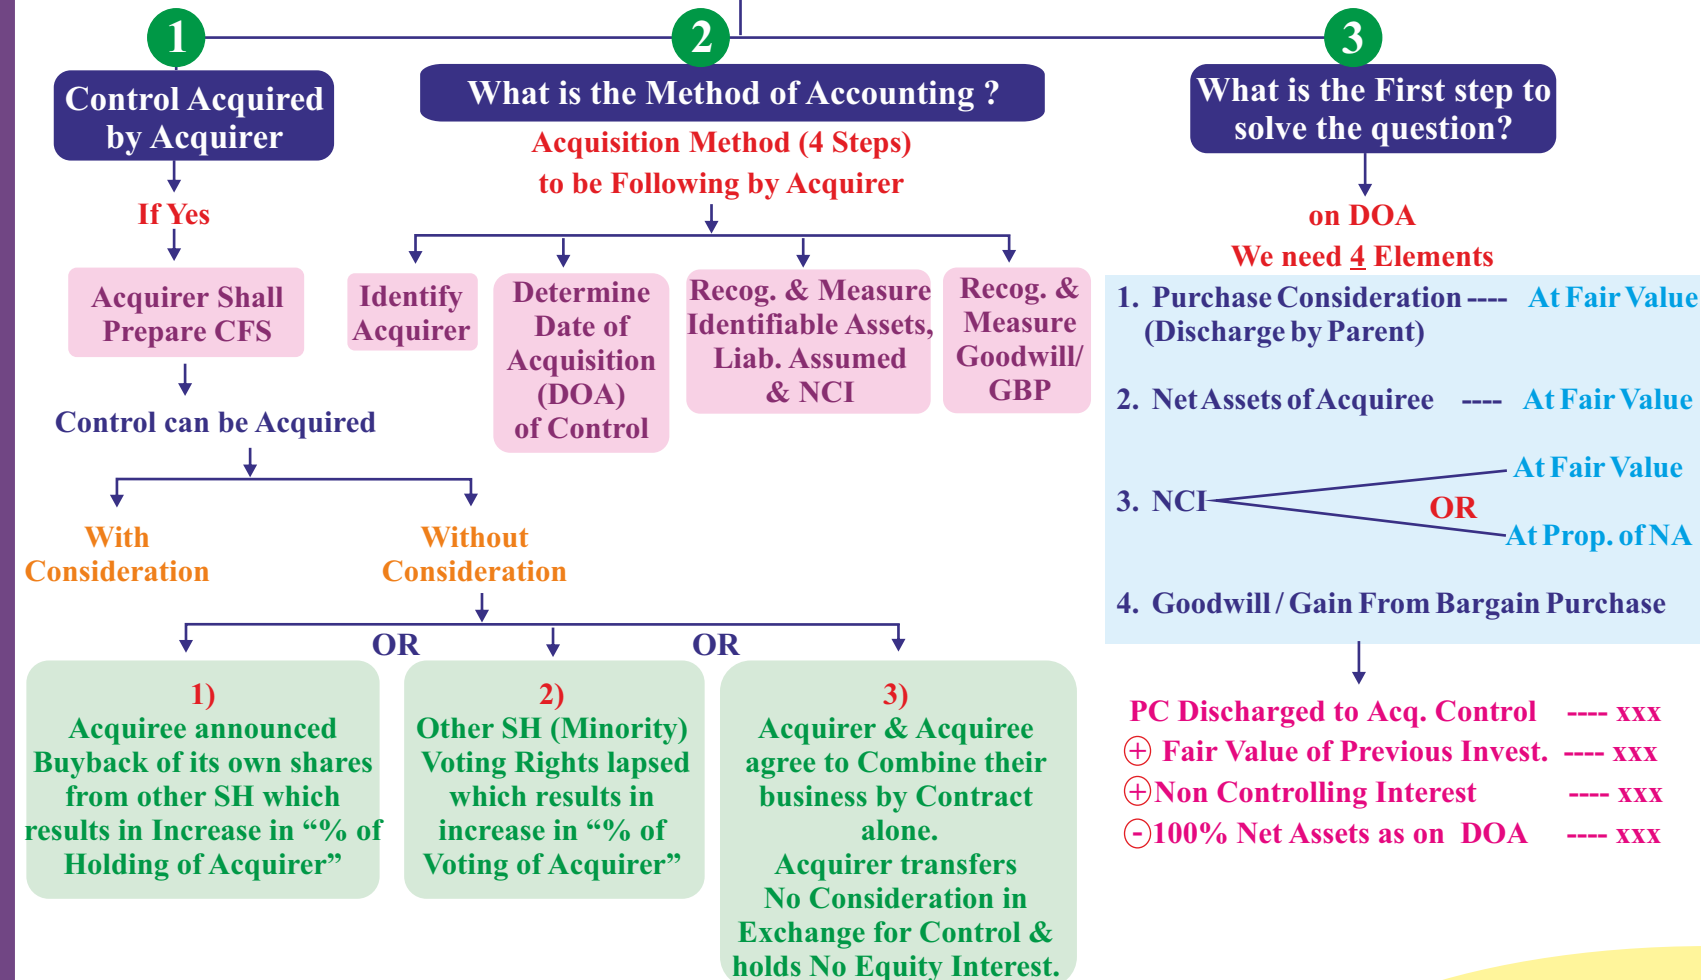 1
Control Acquired
by Acquirer
If Yes
Acquirer Shall
Prepare CFS
Control can be Acquired
With
Consideration
Without
Consideration
OR
OR
1)
Acquiree announced
Buyback of its own shares
from other SH which
results in Increase in “% of
Holding of Acquirer”
2)
Other SH (Minority)
Voting Rights lapsed
which results in
increase in “% of
Voting of Acquirer”
3)
Acquirer & Acquiree
agree to Combine their
business by Contract
alone.
Acquirer transfers
No Consideration in
Exchange for Control &
holds No Equity Interest.
2
What is the Method of Accounting ?
Acquisition Method (4 Steps)
to be Following by Acquirer
Identify
Acquirer
Determine
Date of
Acquisition
(DOA)
of Control
Recog. & Measure
Identifiable Assets,
Liab. Assumed
& NCI
Recog. &
Measure
Goodwill/
GBP
3
What is the First step to
solve the question?
on DOA
We need 4 Elements
1. Purchase Consideration ---- At Fair Value
(Discharge by Parent)
2. Net Assets of Acquiree ---- At Fair Value
At Fair Value
3. NCI OR
At Prop. of NA
4. Goodwill / Gain From Bargain Purchase
PC Discharged to Acq. Control ---- xxx
+ Fair Value of Previous Invest. ---- xxx
+ Non Controlling Interest ---- xxx
- 100% Net Assets as on DOA ---- xxx